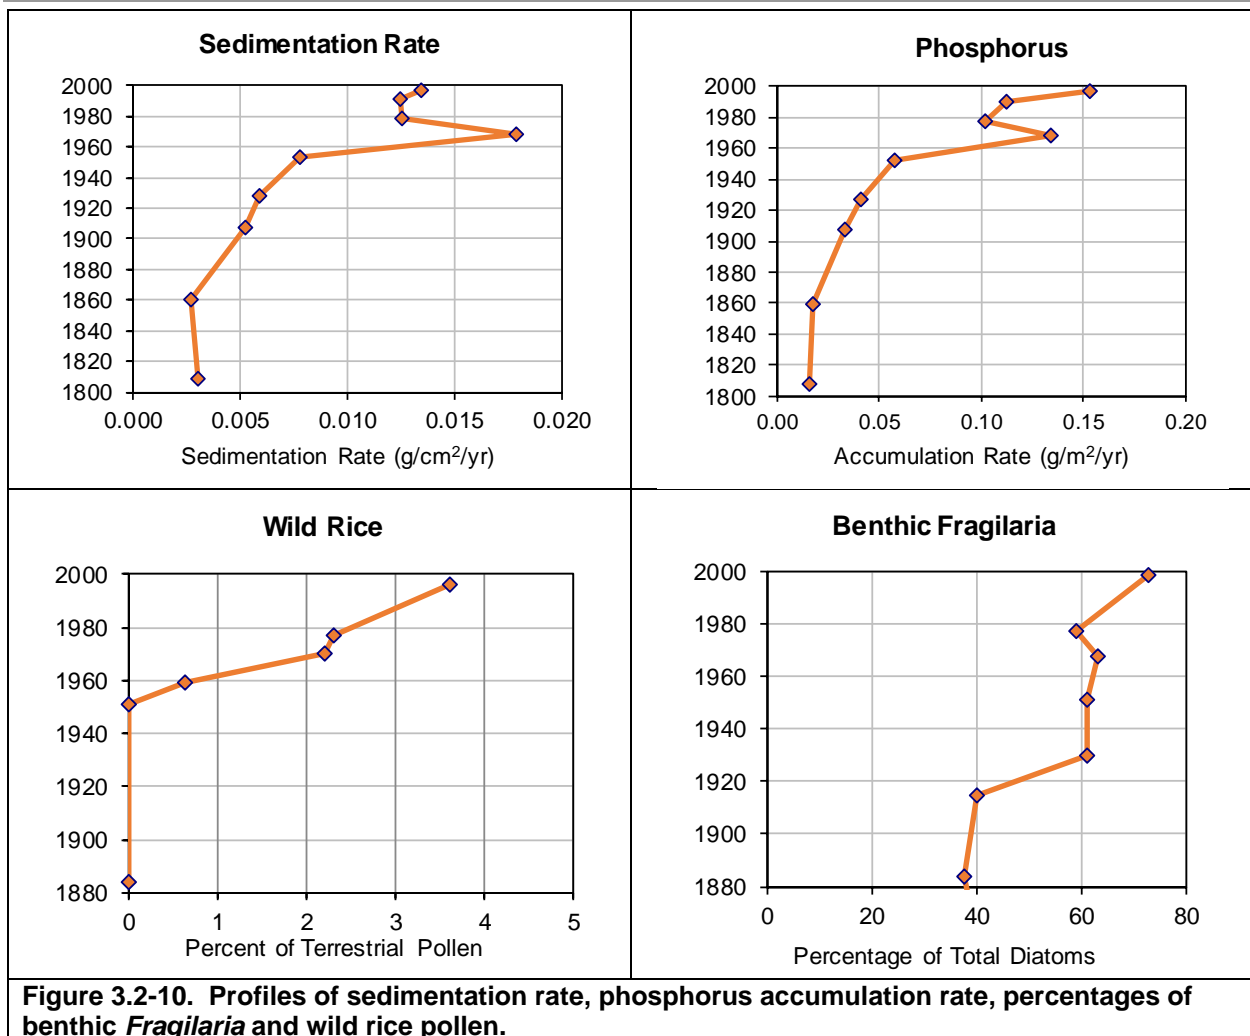 Sedimentation Rate
2000
1980
1960
1940
1920
1900
1880
1860
1840
1820
1800
0.000 0.005 0.010 0.015 0.020
Sedimentation Rate (g/cm²/yr)
Phosphorus
2000
1980
1960
1940
1920
1900
1880
1860
1840
1820
1800
0.00 0.05 0.10 0.15 0.20
Accumulation Rate (g/m²/yr)
Wild Rice
2000
1980
1960
1940
1920
1900
1880
0 1 2 3 4 5
Percent of Terrestrial Pollen
Benthic Fragilaria
2000
1980
1960
1940
1920
1900
1880
0 20 40 60 80
Percentage of Total Diatoms
Figure 3.2-10. Profiles of sedimentation rate, phosphorus accumulation rate, percentages of
benthic Fragilaria and wild rice pollen.